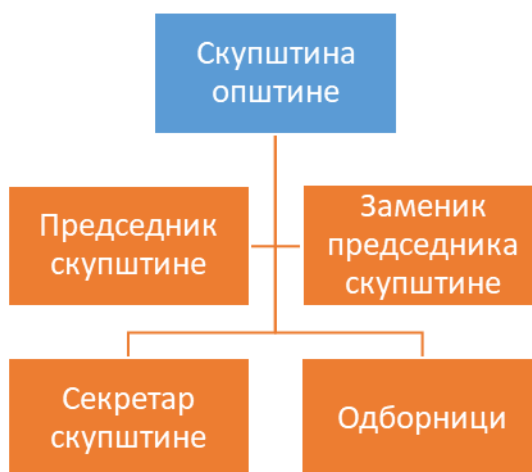 Скупштина
општине
Председник
скупштине
Заменик
председника
скупштине
Секретар
скупштине
Одборници